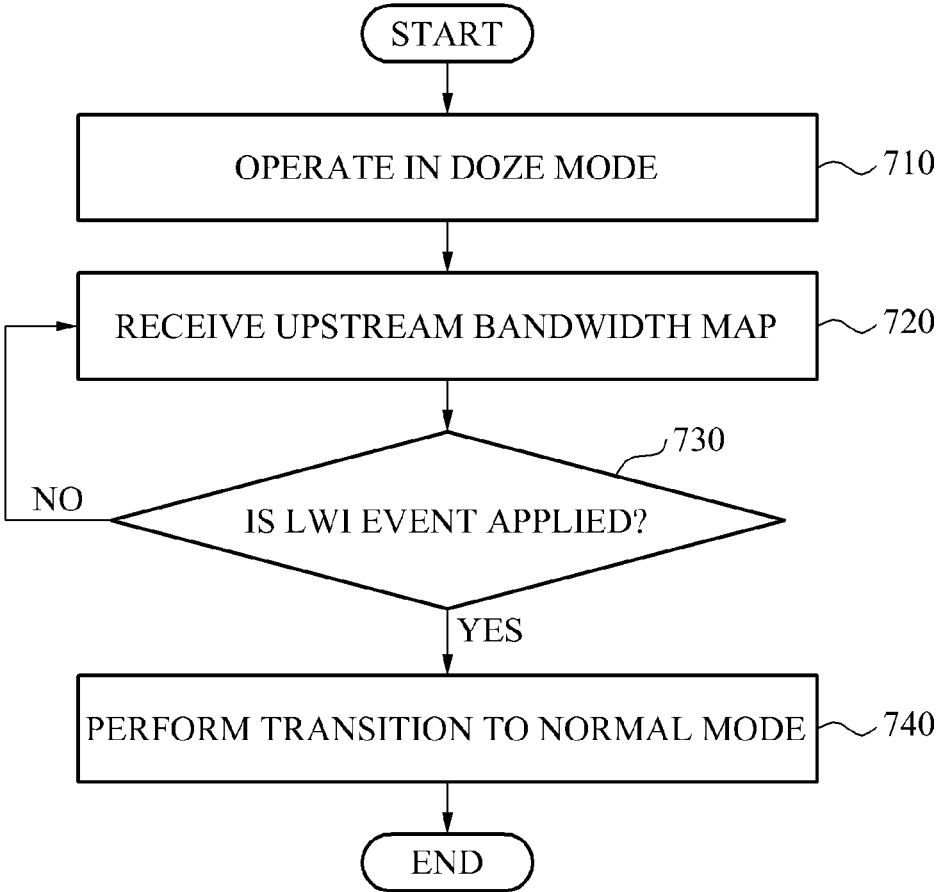 START
OPERATE IN DOZE MODE
710
RECEIVE UPSTREAM BANDWIDTH MAP
720
730
NO
IS LWI EVENT APPLIED?
YES
PERFORM TRANSITION TO NORMAL MODE
740
END